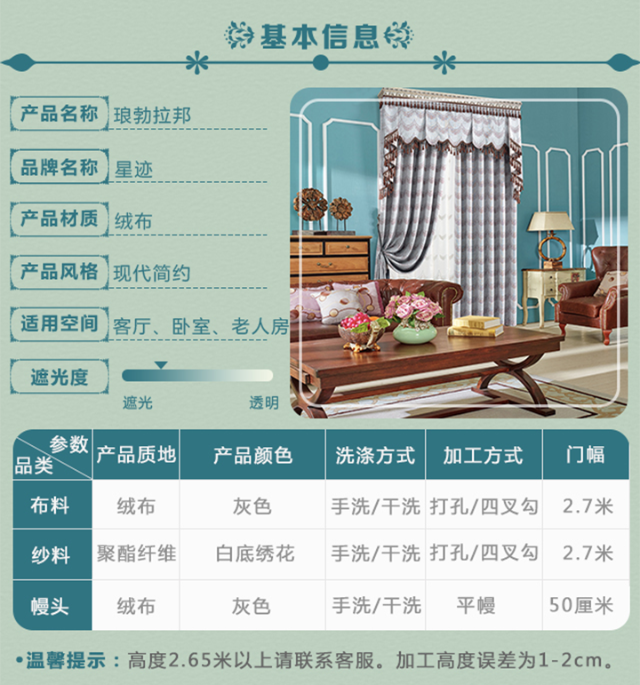 基本信息
产品名称 琅勃拉邦
品牌名称 星迹
产品材质 绒布
产品风格 现代简约
适用空间 客厅、卧室、老人房
遮光度
遮光 透明
参数 品类 产品质地 产品颜色 洗涤方式 加工方式 门幅
布料 绒布 灰色 手洗/干洗 打孔/四叉勾 2.7米
纱料 聚酯纤维 白底绣花 手洗/干洗 打孔/四叉勾 2.7米
幔头 绒布 灰色 手洗/干洗 平幔 50厘米
•温馨提示：高度2.65米以上请联系客服。加工高度误差为1-2cm。